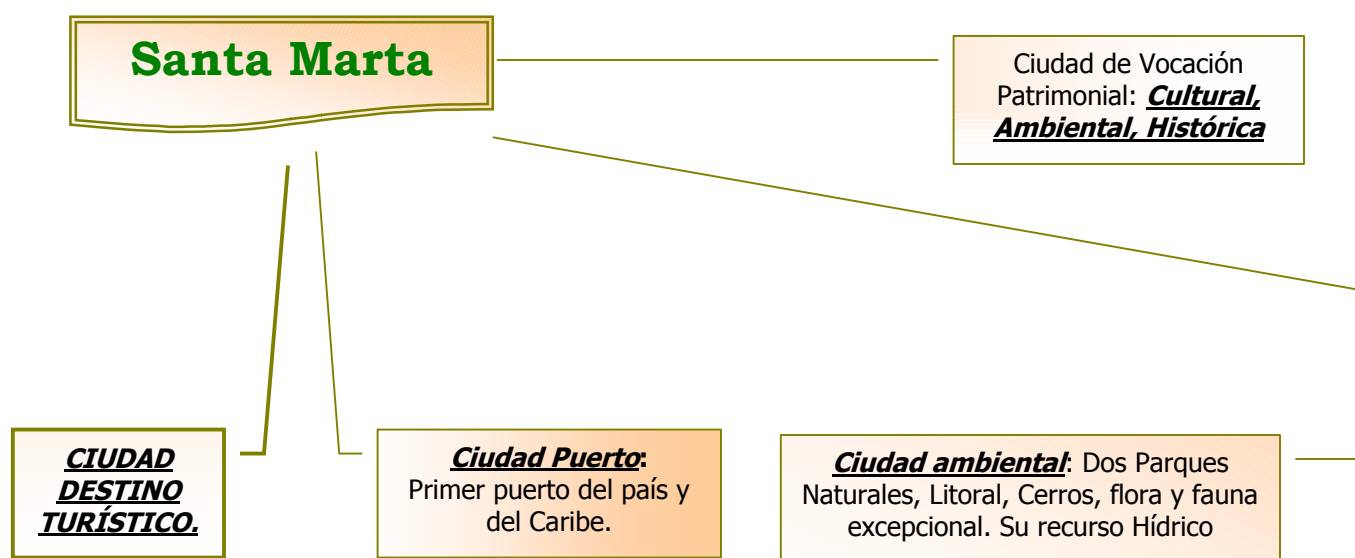 Santa Marta
Ciudad de Vocación
Patrimonial: Cultural,
Ambiental, Histórica
CIUDAD
DESTINO
TURÍSTICO.
Ciudad Puerto:
Primer puerto del país y
del Caribe.
Ciudad ambiental: Dos Parques
Naturales, Litoral, Cerros, flora y fauna
excepcional. Su recurso Hídrico